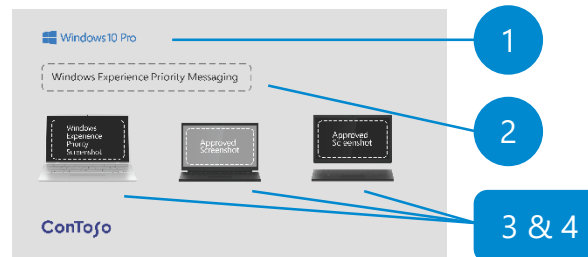 Windows 10 Pro
1
Windows Experience Priority Messaging
2
Windows
Experience
Priority
Screenshot
Approved
Screenshot
Approved
Screenshot
ConToso
3 & 4